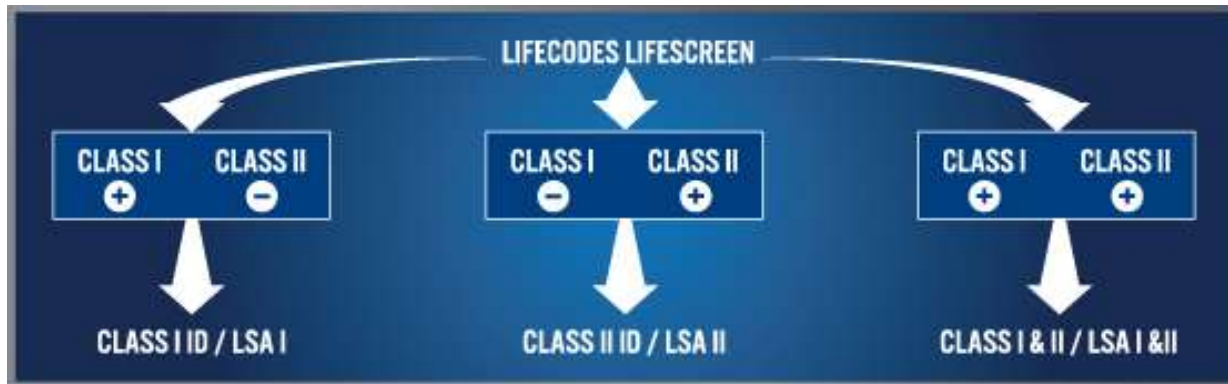 LIFECODES LIFESCREEN
CLASS I CLASS II
+ −
CLASS I CLASS II
− +
CLASS I CLASS II
+ +
CLASS I ID / LSA I
CLASS II ID / LSA II
CLASS I & II / LSA I &II